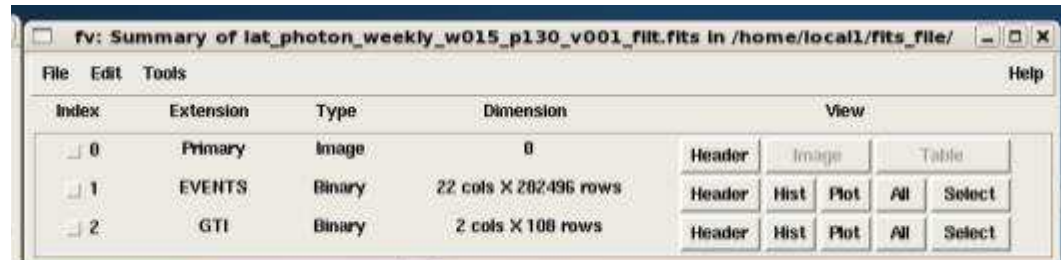 fv: Summary of lat_photon_weekly_w015_p130_v001_filt.fits in /home/local1/fits_file/
File Edit Tools Help
Index Extension Type Dimension View
0 Primary Image 0 Header Image Table
1 EVENTS Binary 22 cols X 202496 rows Header Hist Plot All Select
2 GTI Binary 2 cols X 108 rows Header Hist Plot All Select